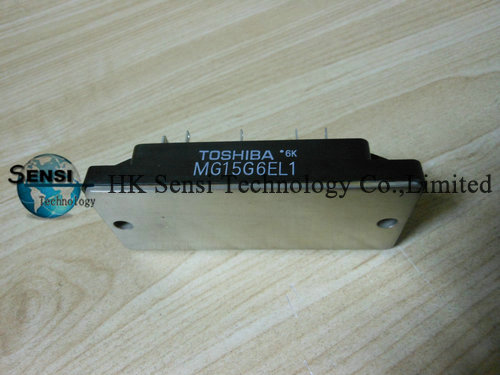 TOSHIBA *6K
MG15G6EL1
SENSI
Technology
HK Sensi Technology Co.,Limited